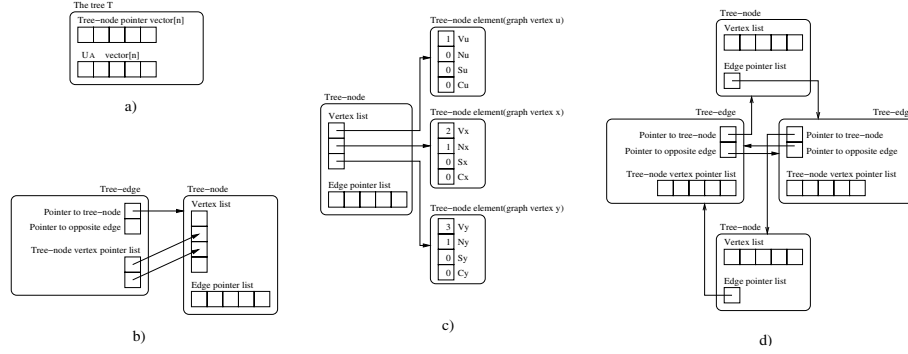 The tree T
Tree-node pointer vector[n]
UA vector[n]
a)
Tree-edge
Pointer to tree-node
Pointer to opposite edge
Tree-node vertex pointer list
Tree-node
Vertex list
Edge pointer list
b)
Tree-node
Vertex list
Edge pointer list
Tree-node element(graph vertex u)
1 Vu
0 Nu
0 Su
0 Cu
Tree-node element(graph vertex x)
2 Vx
1 Nx
0 Sx
0 Cx
Tree-node element(graph vertex y)
3 Vy
1 Ny
0 Sy
0 Cy
c)
Tree-node
Vertex list
Edge pointer list
Tree-edge
Pointer to tree-node
Pointer to opposite edge
Tree-node vertex pointer list
Tree-edg
Pointer to tree-node
Pointer to opposite edge
Tree-node vertex pointer list
Tree-node
Vertex list
Edge pointer list
d)